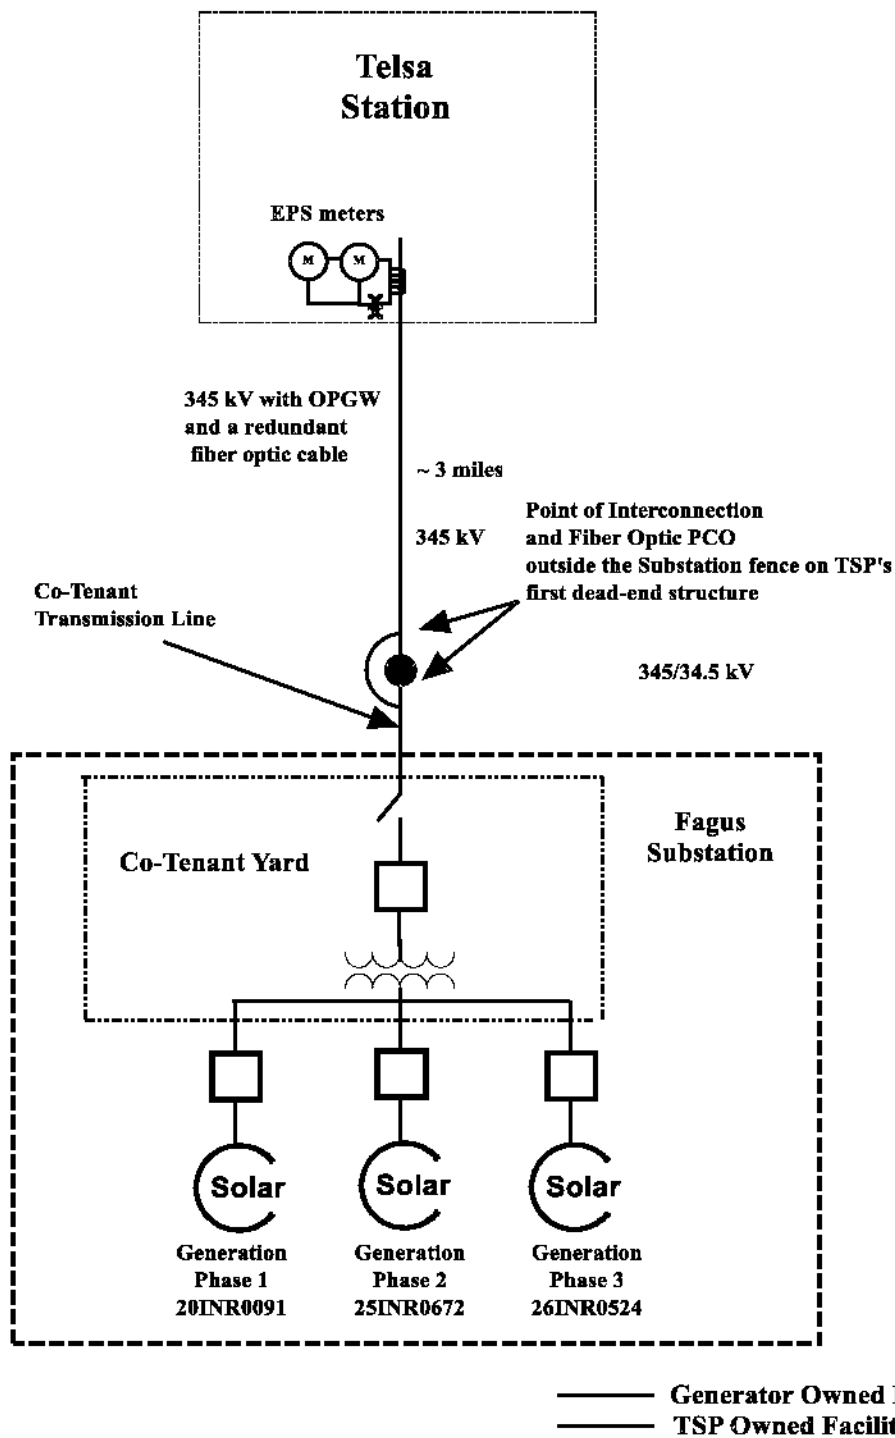 Telsa
Station
EPS meters
M M
345 kV with OPGW
and a redundant
fiber optic cable
~ 3 miles
Point of Interconnection
and Fiber Optic PCO
outside the Substation fence on TSP's
first dead-end structure
345 kV
Co-Tenant
Transmission Line
345/34.5 kV
Fagus
Substation
Co-Tenant Yard
Solar Solar Solar
Generation
Phase 1
20INR0091
Generation
Phase 2
25INR0672
Generation
Phase 3
26INR0524
Generator Owned
TSP Owned